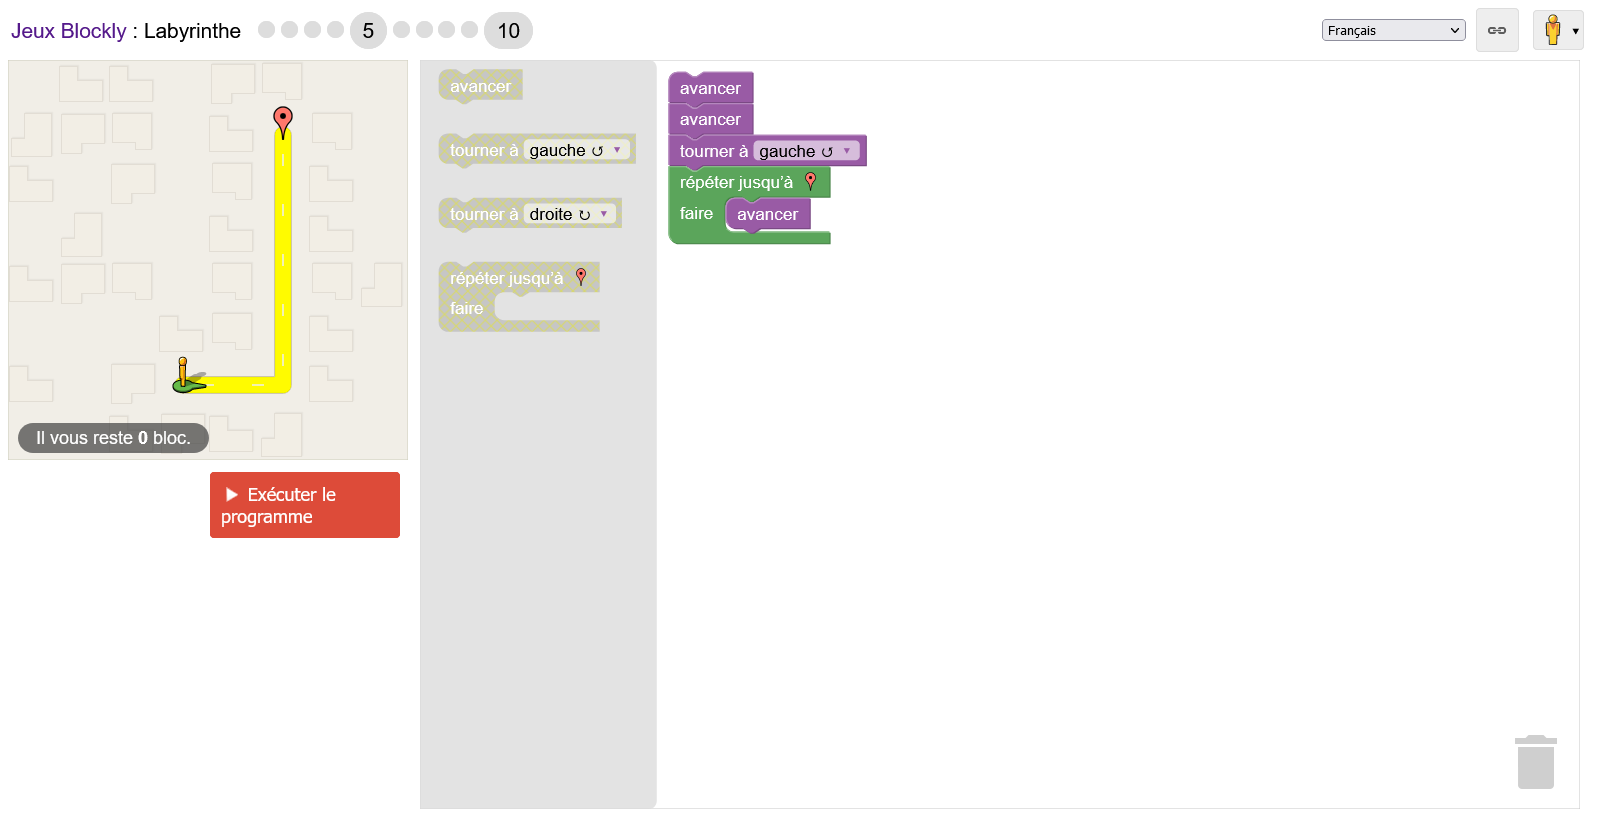 Jeux Blockly : Labyrinthe 5 10 Français
avancer
tourner à gauche ↺ ▼
tourner à droite ↻ ▼
répéter jusqu’à
faire
avancer
avancer
tourner à gauche ↺ ▼
répéter jusqu’à
faire avancer
Il vous reste 0 bloc.
Exécuter le
programme